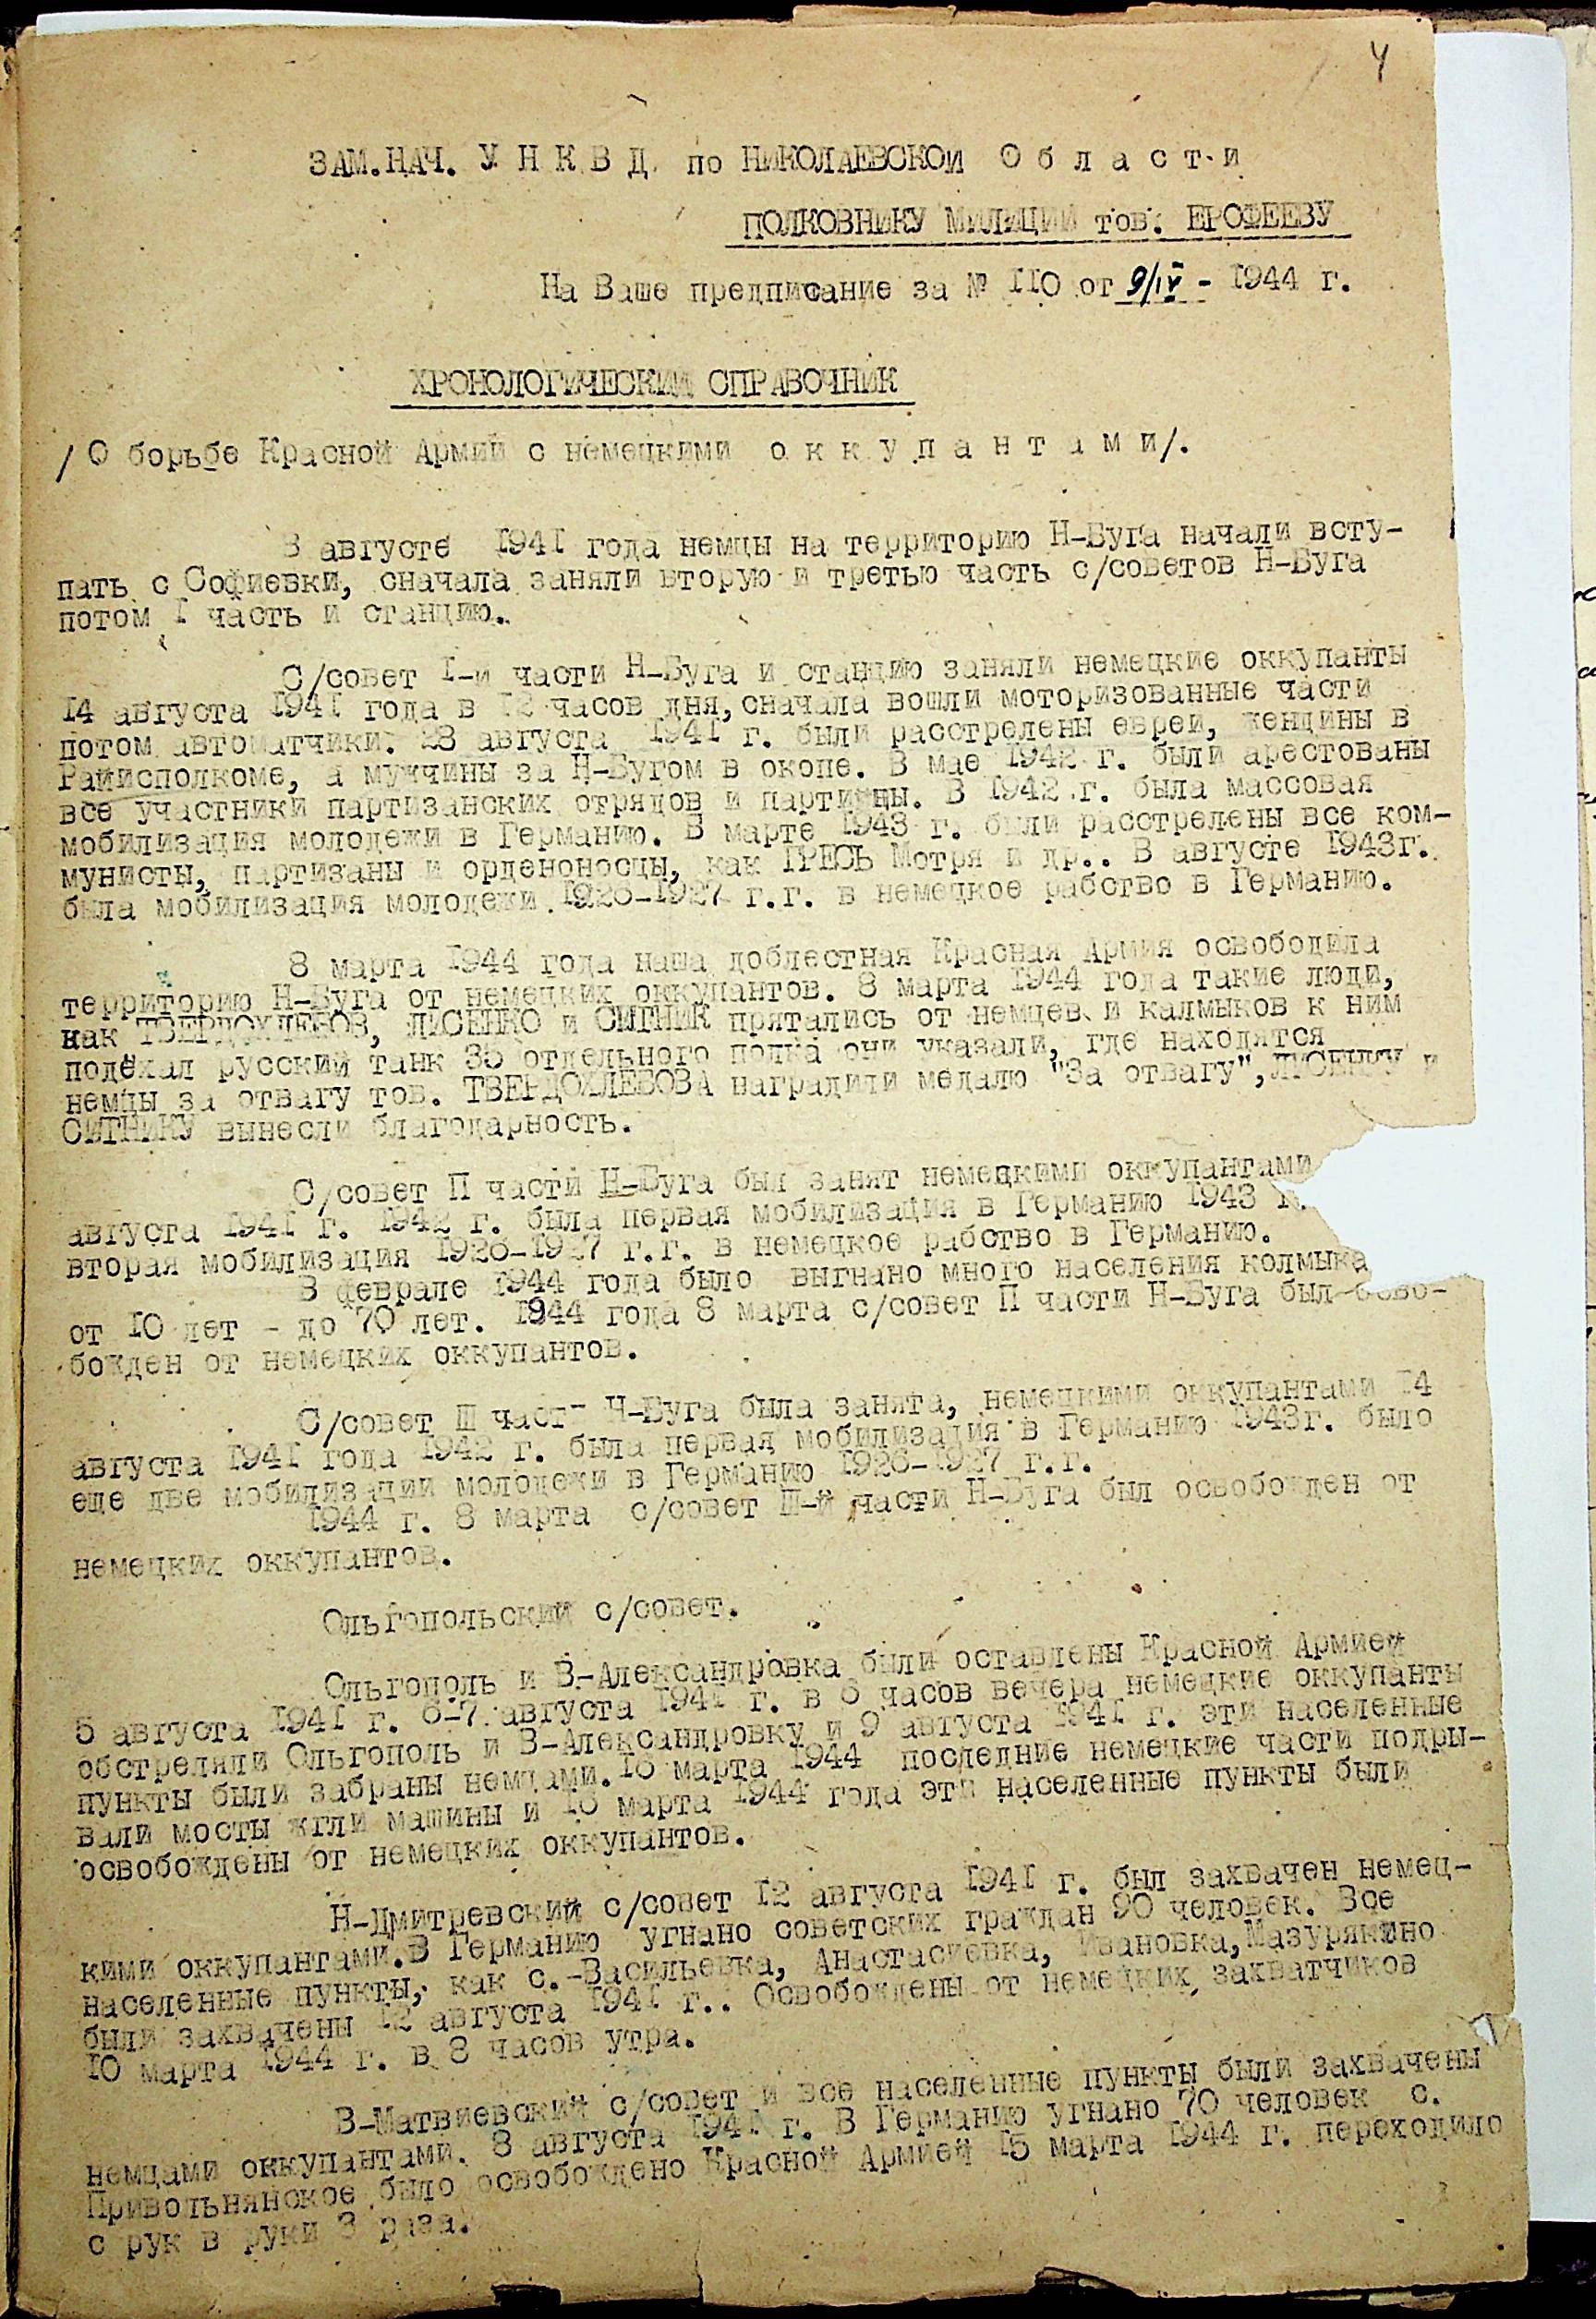 4
ЗАМ.НАЧ. У Н К В Д по НИКОЛАЕВСКОЙ О б л а с т и
ПОЛКОВНИКУ МИЛИЦИИ тов. ЕРОФЕЕВУ
На Ваше предписание за № 110 от 9/IV - 1944 г.
ХРОНОЛОГИЧЕСКИЙ СПРАВОЧНИК
/ О борьбе Красной Армии с немецкими о к к у п а н т а м и/.
В августе 1941 года немцы на территорию Н-Буга начали всту-
пать с Софиевки, сначала заняли вторую и третью часть с/советов Н-Буга
потом I часть и станцию.
С/совет I-й части Н-Буга и станцию заняли немецкие оккупанты
14 августа 1941 года в 12 часов дня, сначала вошли моторизованные части
потом автоматчики. 23 августа 1941 г. были расстрелены евреи, женщины в
Райисполкоме, а мужчины за Н-Бугом в окопе. В мае 1942 г. были арестованы
все участники партизанских отрядов и партийцы. В 1942 г. была массовая
мобилизация молодежи в Германию. В марте 1943 г. были расстрелены все ком-
мунисты, партизаны и орденоносцы, как Мотря и др.. В августе 1943г.
была мобилизация молодежи 1926-1927 г.г. в немецкое рабство в Германию.
8 марта 1944 года наша доблестная Красная Армия освободила
территорию Н-Буга от немецких оккупантов. 8 марта 1944 года такие люди,
как ТВЕРДОХЛЕБОВ, ЛЫСЕНКО и СИТНИК прятались от немцев и калмыков к ним
подъехал русский танк 35 отдельного полка они указали, где находятся
немцы за отвагу тов. ТВЕРДОХЛЕБОВА наградили медалю "За отвагу", ЛЫСЕНКУ и
СИТНИКУ вынесли благодарность.
С/совет II части Н-Буга был занят немецкими оккупантами
августа 1941 г. 1942 г. была первая мобилизация в Германию 1943 г.
вторая мобилизация 1926-1927 г.г. в немецкое рабство в Германию.
В феврале 1944 года было выгнано много населения колмыка
от 10 лет - до 70 лет. 1944 года 8 марта с/совет II части Н-Буга был осво-
божден от немецких оккупантов.
С/совет III част- Н-Буга была занята, немецкими оккупантами 14
августа 1941 года 1942 г. была первая мобилизация в Германию 1943г. было
еще две мобилизации молодежи в Германию 1926-1927 г.г.
1944 г. 8 марта с/совет III-й части Н-Буга был освобожден от
немецких оккупантов.
Ольгопольский с/совет.
Ольгополь и В-Александровка были оставлены Красной Армией
5 августа 1941 г. 6-7 августа 1941 г. в 6 часов вечера немецкие оккупанты
обстреляли Ольгополь и В-Александровку и 9 августа 1941 г. эти населенные
пункты были забраны немцами. 16 марта 1944 последние немецкие части подры-
вали мосты жгли машины и 16 марта 1944 года эти населенные пункты были
освобождены от немецких оккупантов.
Н-Дмитревский с/совет 12 августа 1941 г. был захвачен немец-
кими оккупантами. В Германию угнано советских граждан 90 человек. Все
населенные пункты, как с.-Васильевка, Анастасиевка, Ивановка, Мазурякино
были захвачены 12 августа 1941 г.. Освобождены от немецких захватчиков
10 марта 1944 г. в 8 часов утра.
В-Матвиевский с/совет и все населенные пункты были захвачены
немцами оккупантами. 8 августа 1941 г. В Германию угнано 70 человек с.
Привольнянское было освобождено Красной Армией 15 марта 1944 г. переходило
с рук в руки 3 раза.